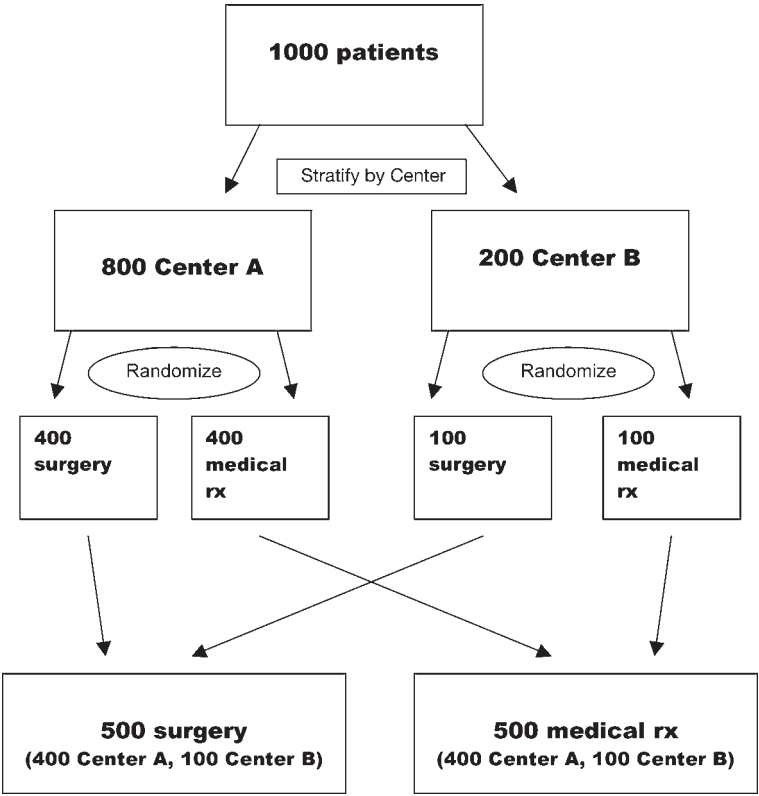 1000 patients
Stratify by Center
800 Center A
200 Center B
Randomize
Randomize
400
surgery
400
medical
rx
100
surgery
100
medical
rx
500 surgery
(400 Center A, 100 Center B)
500 medical rx
(400 Center A, 100 Center B)